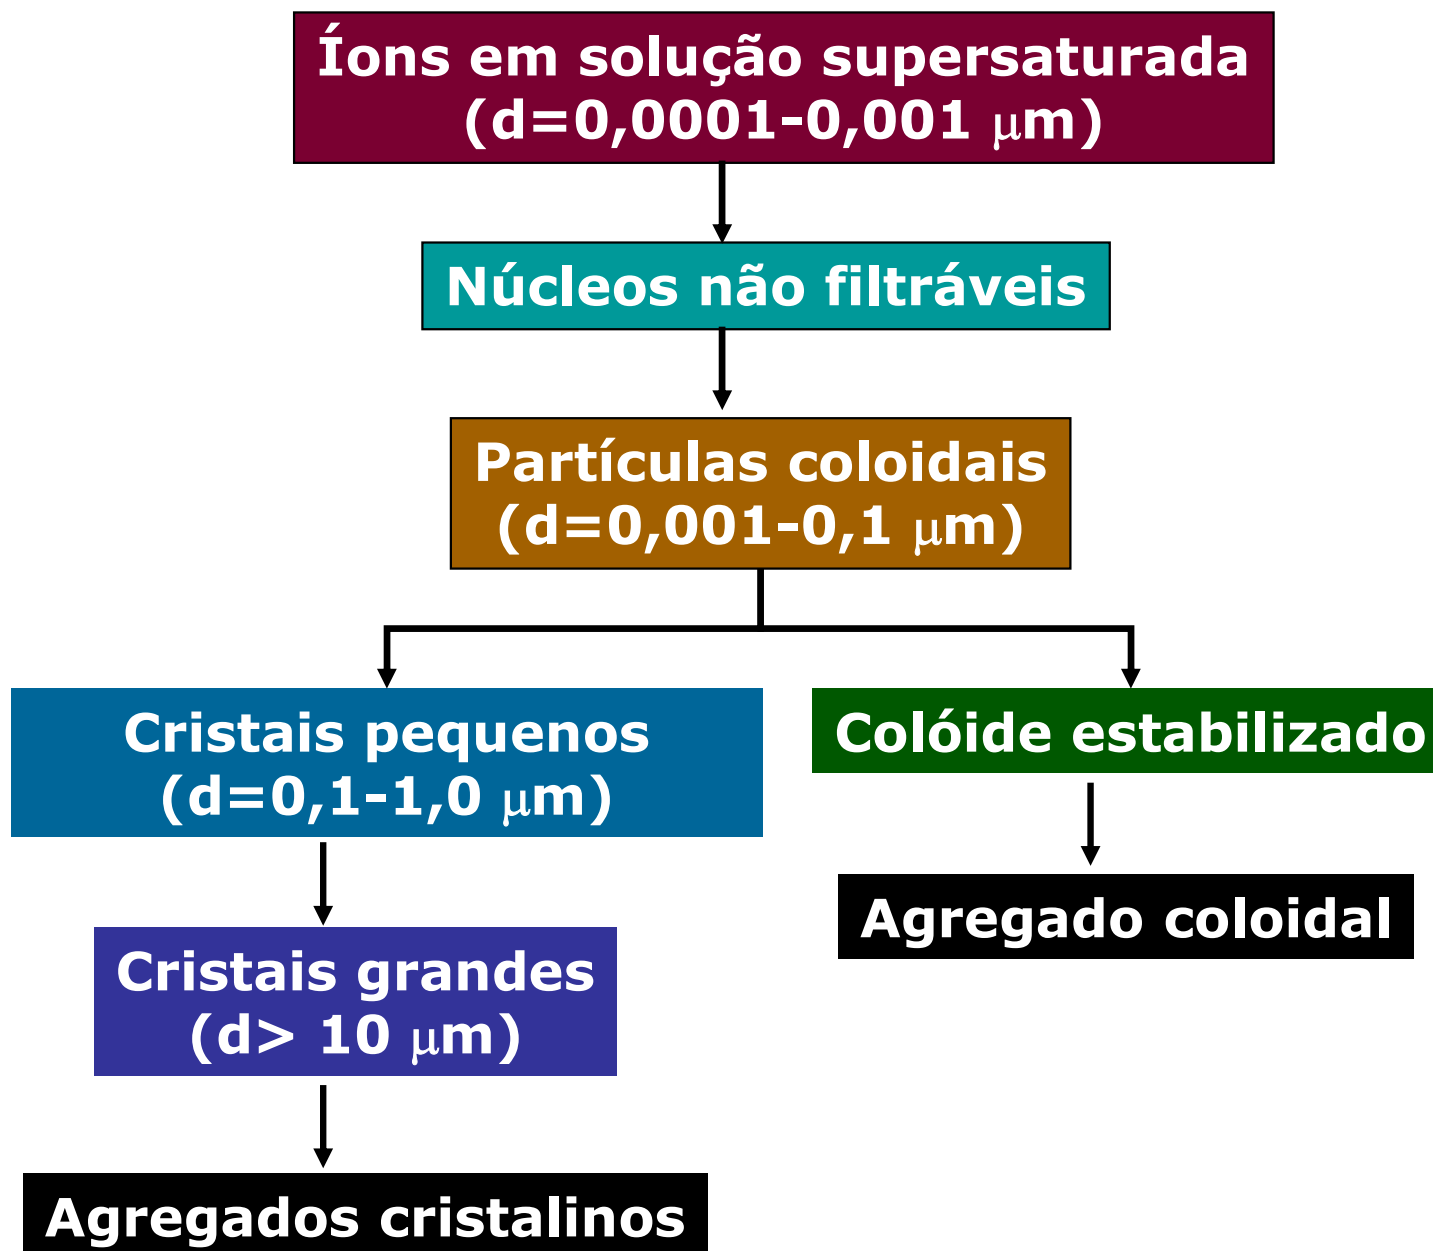 Íons em solução supersaturada
(d=0,0001-0,001 μm)
Núcleos não filtráveis
Partículas coloidais
(d=0,001-0,1 μm)
Cristais pequenos
(d=0,1-1,0 μm)
Colóide estabilizado
Agregado coloidal
Cristais grandes
(d> 10 μm)
Agregados cristalinos